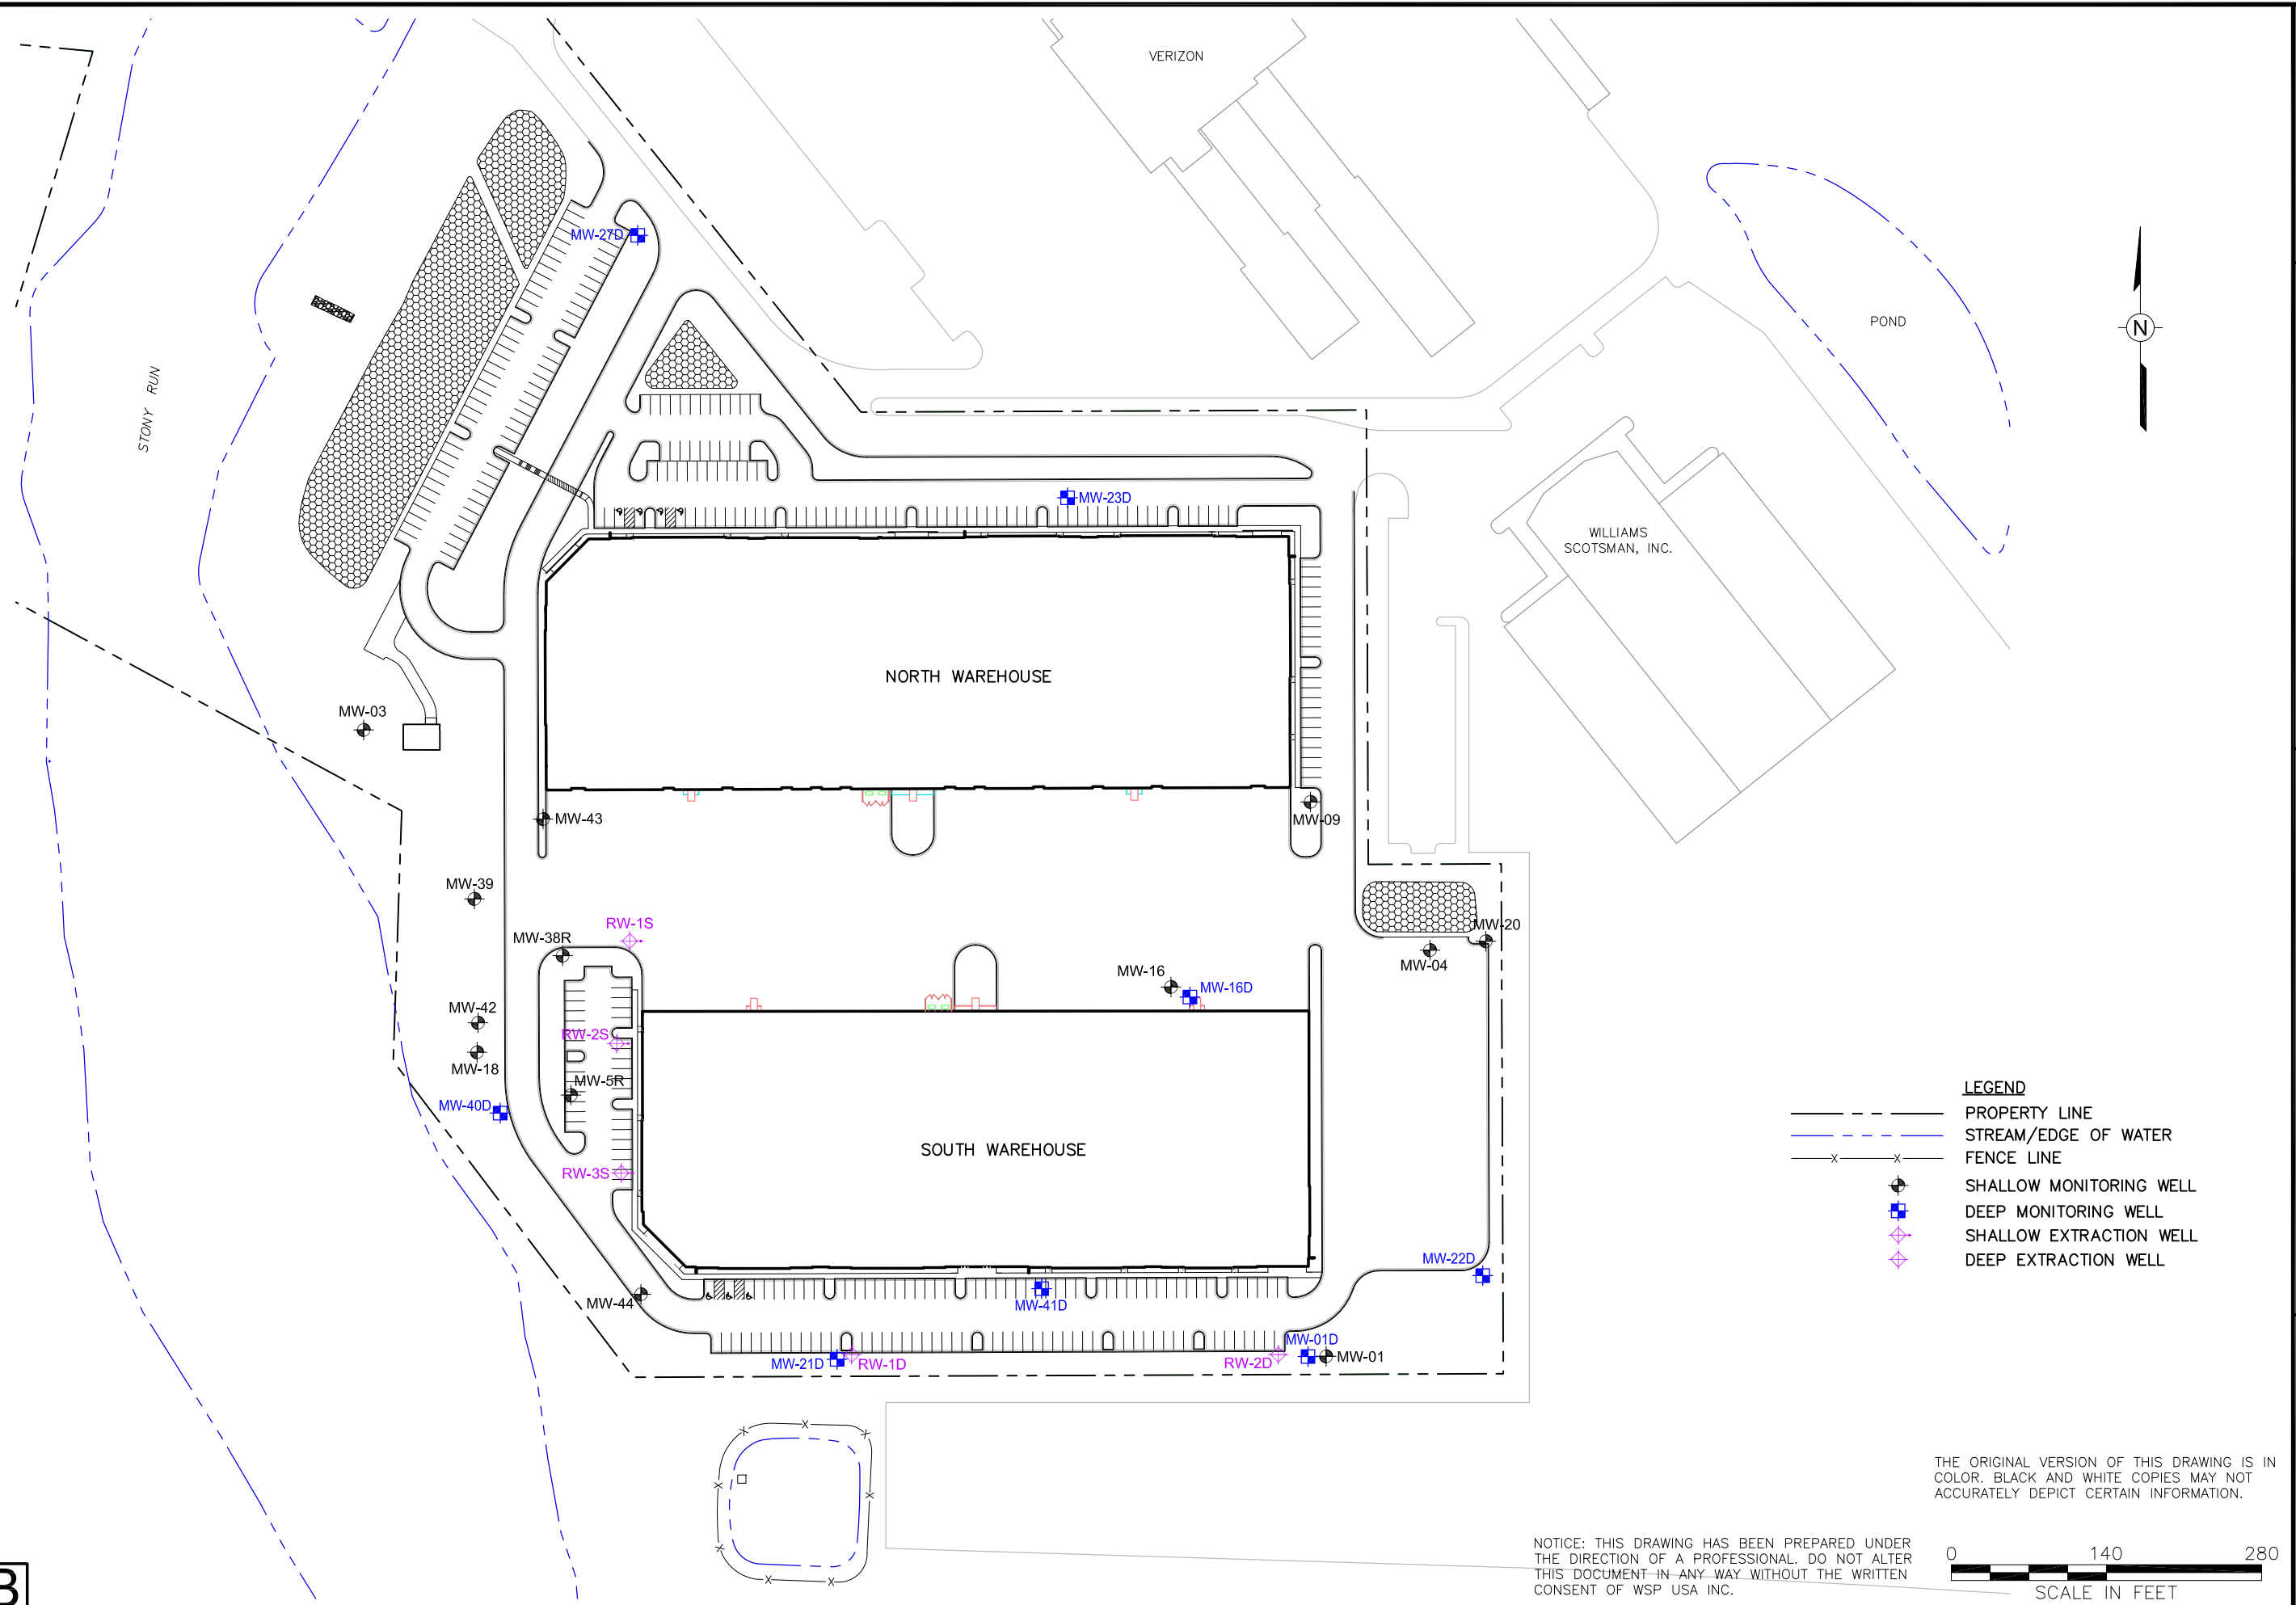 VERIZON
MW-27D
POND
N
STONY RUN
MW-23D
WILLIAMS
SCOTSMAN, INC.
NORTH WAREHOUSE
MW-03
MW-43
MW-09
MW-39
RW-1S
MW-20
MW-38R
MW-04
MW-16
MW-16D
MW-42
RW-2S
MW-18
MW-5R
MW-40D
SOUTH WAREHOUSE
RW-3S
MW-22D
MW-44
MW-41D
MW-01D
MW-21D
RW-1D
RW-2D
MW-01
LEGEND
PROPERTY LINE
STREAM/EDGE OF WATER
X X FENCE LINE
SHALLOW MONITORING WELL
DEEP MONITORING WELL
SHALLOW EXTRACTION WELL
DEEP EXTRACTION WELL
X
X X
X X
X
X X
THE ORIGINAL VERSION OF THIS DRAWING IS IN
COLOR. BLACK AND WHITE COPIES MAY NOT
ACCURATELY DEPICT CERTAIN INFORMATION.
NOTICE: THIS DRAWING HAS BEEN PREPARED UNDER
THE DIRECTION OF A PROFESSIONAL. DO NOT ALTER
THIS DOCUMENT IN ANY WAY WITHOUT THE WRITTEN
CONSENT OF WSP USA INC.
0 140 280
SCALE IN FEET
B